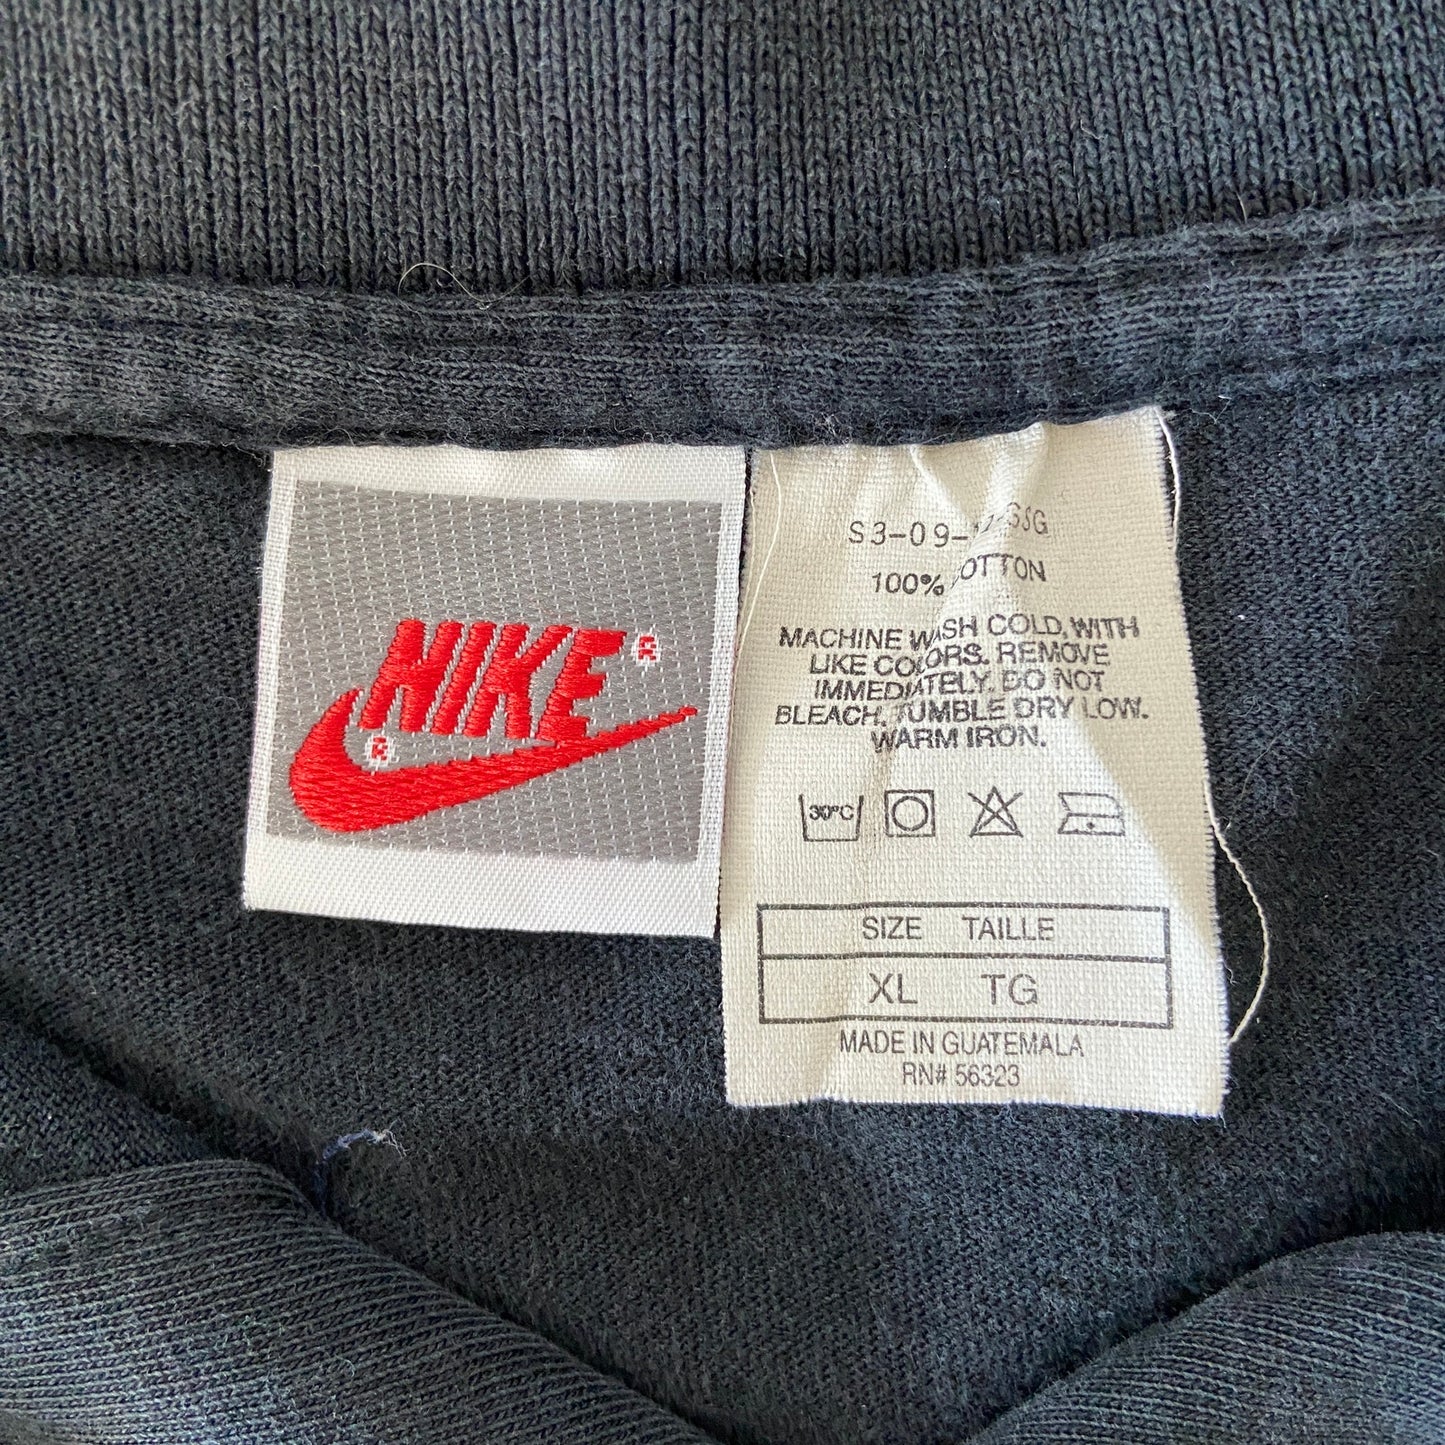 NIKE
®
®
S3-09-
100% COTTON
MACHINE WASH COLD, WITH
LIKE COLORS. REMOVE
IMMEDIATELY. DO NOT
BLEACH. TUMBLE DRY LOW.
WARM IRON.
30°C
SIZE TAILLE
XL TG
MADE IN GUATEMALA
RN# 56323